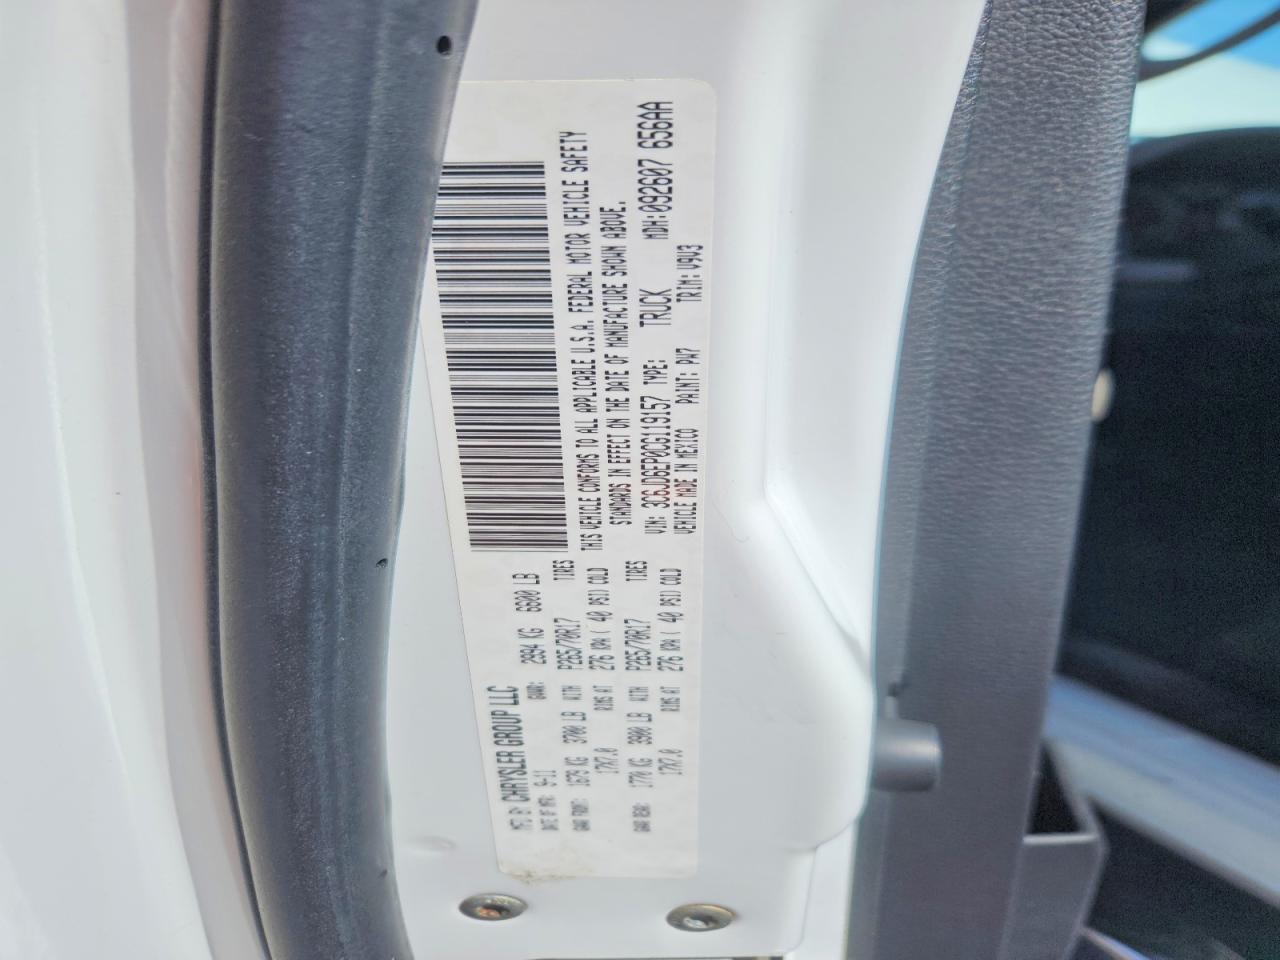 MFD BY CHRYSLER GROUP LLC
DATE OF MFR: 9-11 GVWR: 2994 KG 6600 LB
GAWR FRONT: 1679 KG 3700 LB WITH P265/70R17 TIRES
17X7.0 RIMS AT 276 KPA ( 40 PSI) COLD
GAWR REAR: 1770 KG 3900 LB WITH P265/70R17 TIRES
17X7.0 RIMS AT 276 KPA ( 40 PSI) COLD
THIS VEHICLE CONFORMS TO ALL APPLICABLE U.S.A. FEDERAL MOTOR VEHICLE SAFETY
STANDARDS IN EFFECT ON THE DATE OF MANUFACTURE SHOWN ABOVE.
VIN: 3C6JD6EP0CG119157 TYPE: TRUCK MDH: 092607 656AA
VEHICLE MADE IN MEXICO PAINT: PW7 TRIM: V9V3